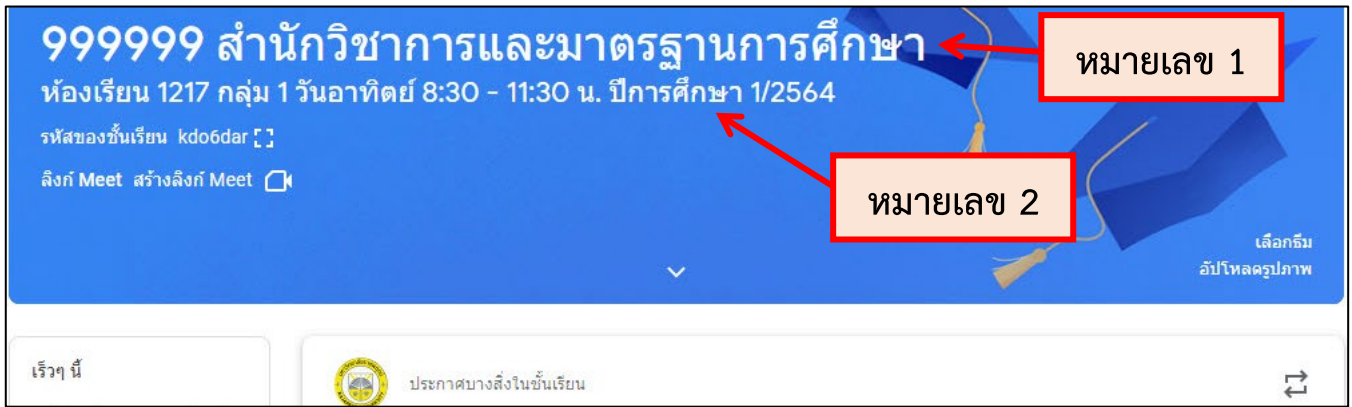 999999 สำนักวิชาการและมาตรฐานการศึกษา
หมายเลข 1
ห้องเรียน 1217 กลุ่ม 1 วันอาทิตย์ 8:30 - 11:30 น. ปีการศึกษา 1/2564
รหัสของชั้นเรียน kdo6dar
ลิงก์ Meet สร้างลิงก์ Meet
หมายเลข 2
เลือกธีม
อัปโหลดรูปภาพ
เร็วๆ นี้
ประกาศบางสิ่งในชั้นเรียน